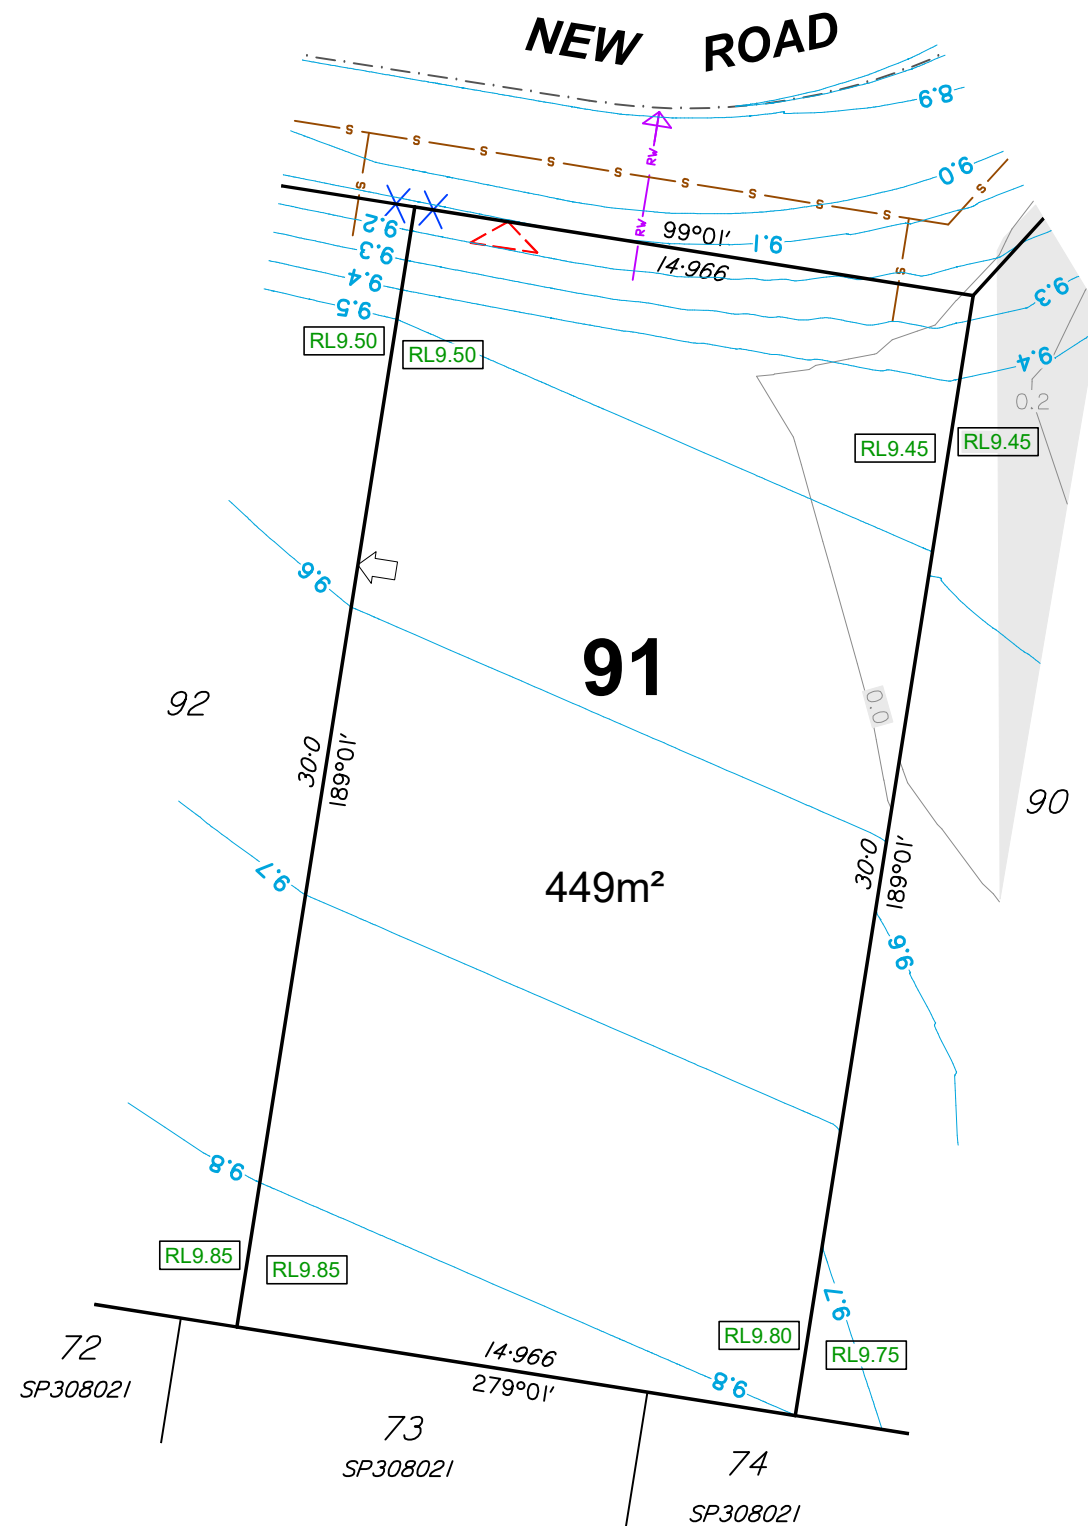 NEW ROAD
8.9
9.0
9.1
S S S S S S S S S
S
S
S
RW
RW
99°01'
14·966
9.2
9.3
9.4
9.5
9.3
9.4
0.2
RL9.50
RL9.50
RL9.45
RL9.45
9.6
91
92
0.0
30·0
189°01'
90
30·0
189°01'
449m²
9.7
9.6
9.8
RL9.85
RL9.85
9.7
RL9.80
RL9.75
14·966
279°01'
9.8
72
SP308021
73
SP308021
74
SP308021